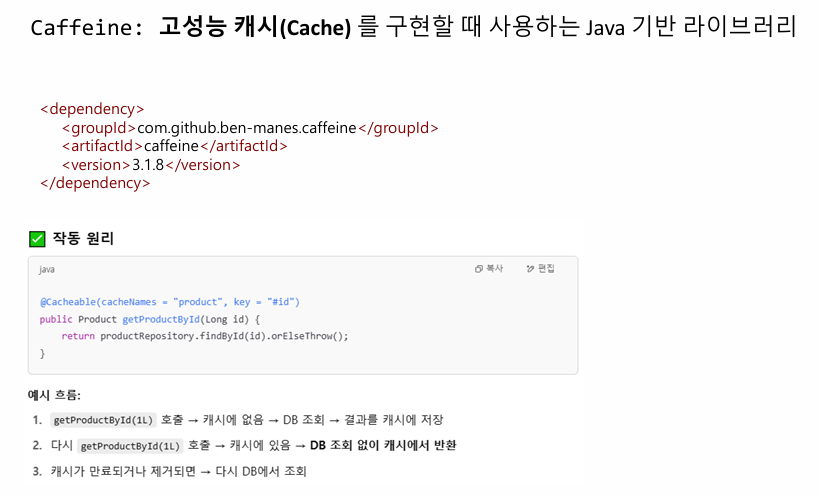 Caffeine: 고성능 캐시(Cache) 를 구현할 때 사용하는 Java 기반 라이브러리
<dependency>
<groupId>com.github.ben-manes.caffeine</groupId>
<artifactId>caffeine</artifactId>
<version>3.1.8</version>
</dependency>
✅ 작동 원리
java 복사 편집
@Cacheable(cacheNames = "product", key = "#id")
public Product getProductById(Long id) {
return productRepository.findById(id).orElseThrow();
}
예시 흐름:
1. getProductById(1L) 호출 → 캐시에 없음 → DB 조회 → 결과를 캐시에 저장
2. 다시 getProductById(1L) 호출 → 캐시에 있음 → DB 조회 없이 캐시에서 반환
3. 캐시가 만료되거나 제거되면 → 다시 DB에서 조회